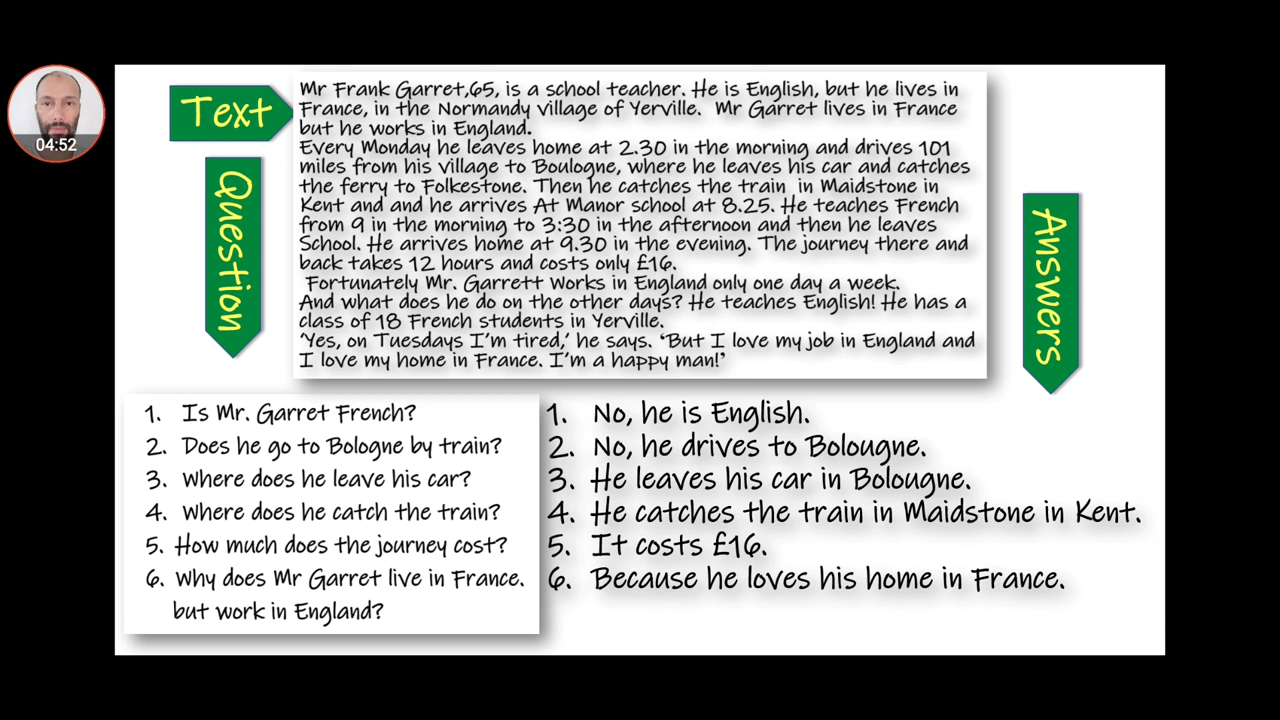 04:52
Text
Mr Frank Garret,65, is a school teacher. He is English, but he lives in
France, in the Normandy village of Yerville. Mr Garret lives in France
but he works in England.
Every Monday he leaves home at 2.30 in the morning and drives 101
miles from his village to Boulogne, where he leaves his car and catches
the ferry to Folkestone. Then he catches the train in Maidstone in
Kent and and he arrives At Manor school at 8.25. He teaches French
from 9 in the morning to 3:30 in the afternoon and then he leaves
School. He arrives home at 9.30 in the evening. The journey there and
back takes 12 hours and costs only £16.
Fortunately Mr. Garrett works in England only one day a week.
And what does he do on the other days? He teaches English! He has a
class of 18 French students in Yerville.
‘Yes, on Tuesdays I’m tired,’ he says. ‘But I love my job in England and
I love my home in France. I’m a happy man!’
Question
Answers
1. Is Mr. Garret French?
2. Does he go to Bologne by train?
3. Where does he leave his car?
4. Where does he catch the train?
5. How much does the journey cost?
6. Why does Mr Garret live in France.
but work in England?
1. No, he is English.
2. No, he drives to Bolougne.
3. He leaves his car in Bolougne.
4. He catches the train in Maidstone in Kent.
5. It costs £16.
6. Because he loves his home in France.